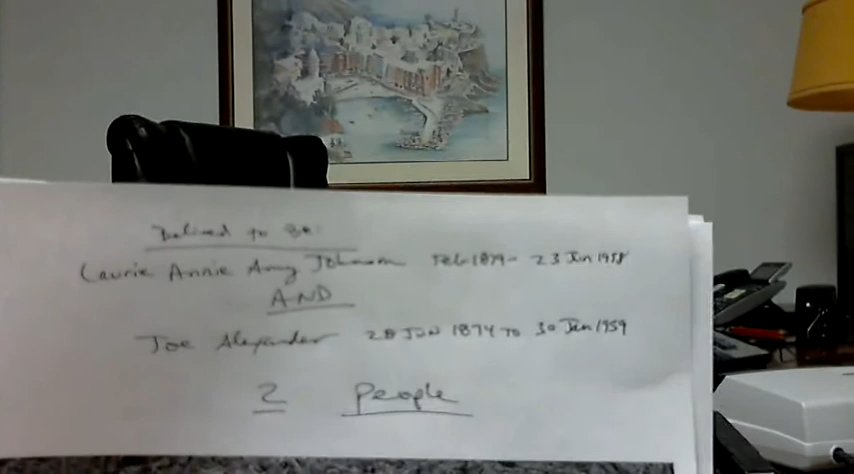 Believed to Be:
Laurie Annie Amy Johnson Feb 1879 - 23 Jun 1958
AND
Joe Alexander 28 JUN 1874 TO 30 Jan 1959
2 People